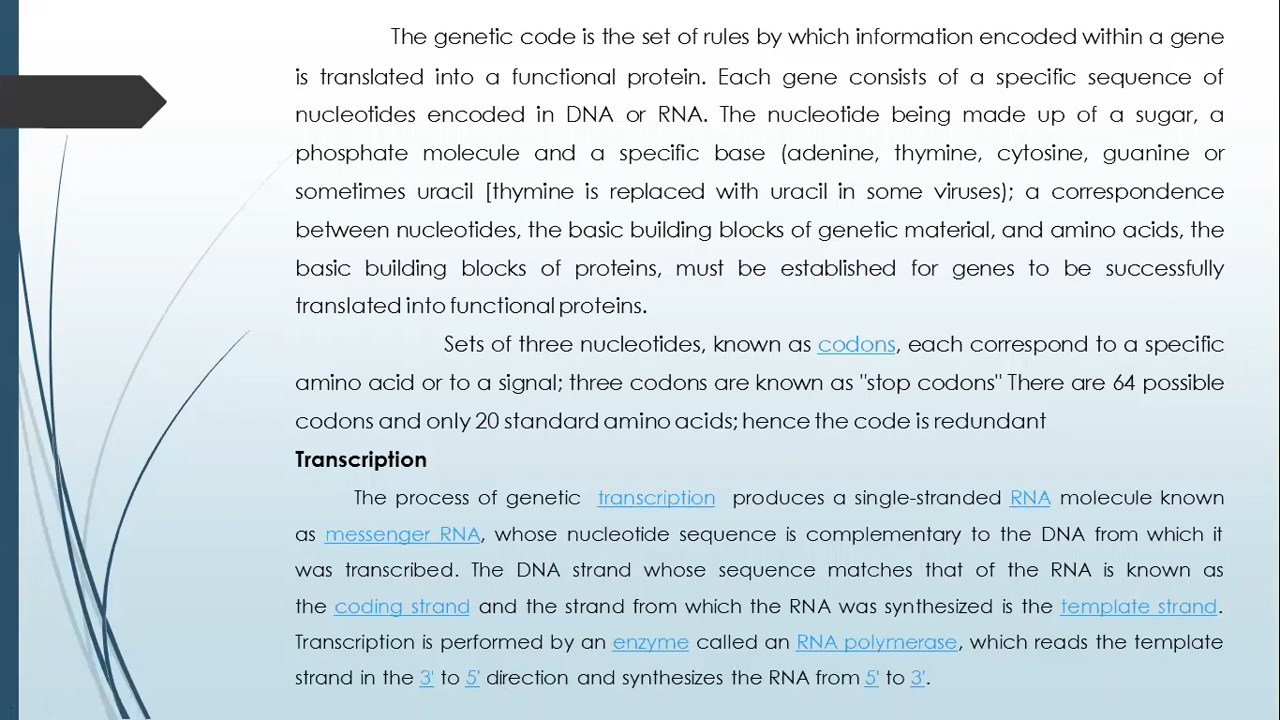 The genetic code is the set of rules by which information encoded within a gene
is translated into a functional protein. Each gene consists of a specific sequence of
nucleotides encoded in DNA or RNA. The nucleotide being made up of a sugar, a
phosphate molecule and a specific base (adenine, thymine, cytosine, guanine or
sometimes uracil [thymine is replaced with uracil in some viruses); a correspondence
between nucleotides, the basic building blocks of genetic material, and amino acids, the
basic building blocks of proteins, must be established for genes to be successfully
translated into functional proteins.
Sets of three nucleotides, known as codons, each correspond to a specific
amino acid or to a signal; three codons are known as "stop codons" There are 64 possible
codons and only 20 standard amino acids; hence the code is redundant
Transcription
The process of genetic transcription produces a single-stranded RNA molecule known
as messenger RNA, whose nucleotide sequence is complementary to the DNA from which it
was transcribed. The DNA strand whose sequence matches that of the RNA is known as
the coding strand and the strand from which the RNA was synthesized is the template strand.
Transcription is performed by an enzyme called an RNA polymerase, which reads the template
strand in the 3' to 5' direction and synthesizes the RNA from 5' to 3'.